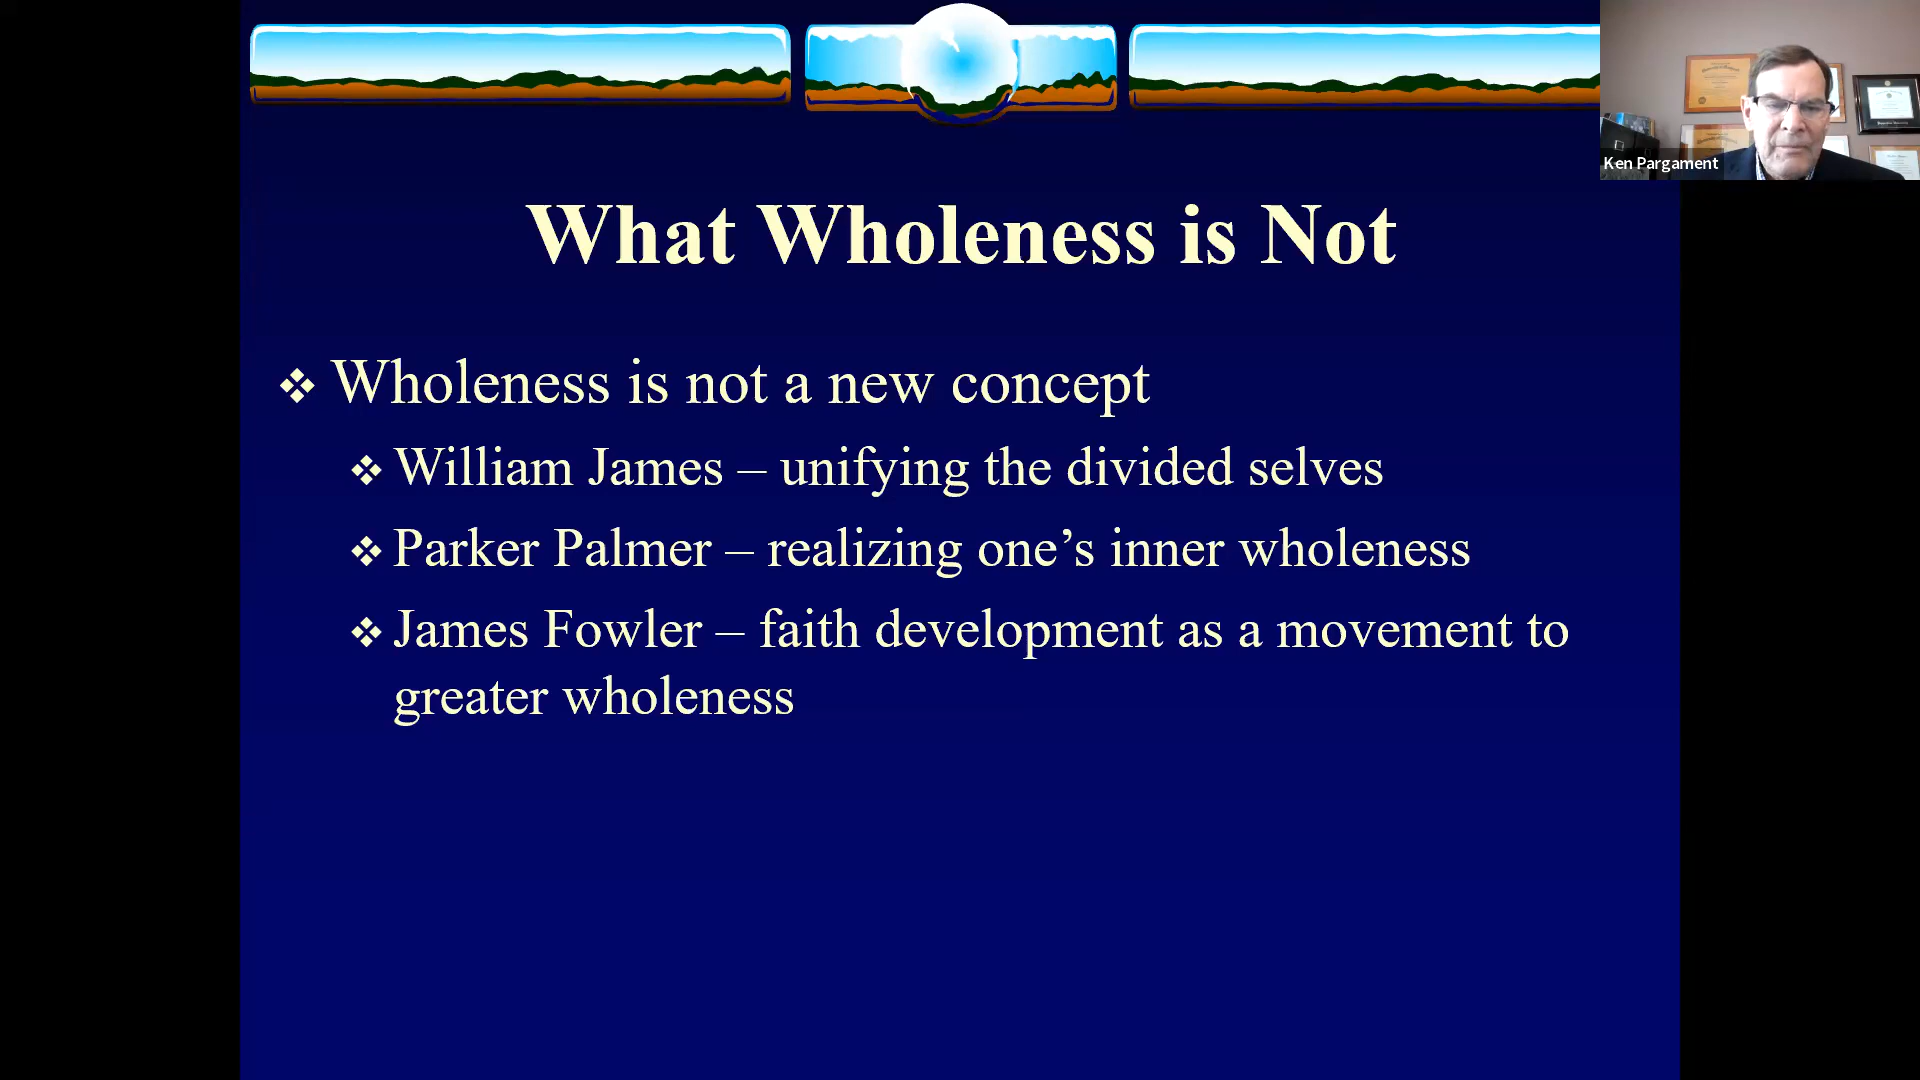 What Wholeness is Not
Ken Pargament
❖ Wholeness is not a new concept
❖ William James – unifying the divided selves
❖ Parker Palmer – realizing one’s inner wholeness
❖ James Fowler – faith development as a movement to
greater wholeness